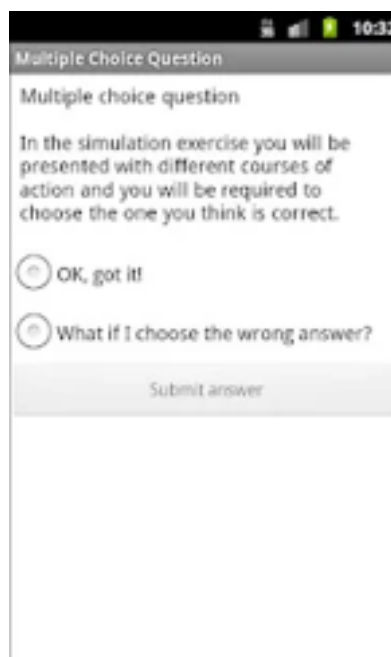 10:32
Multiple Choice Question
Multiple choice question
In the simulation exercise you will be
presented with different courses of
action and you will be required to
choose the one you think is correct.
OK, got it!
What if I choose the wrong answer?
Submit answer